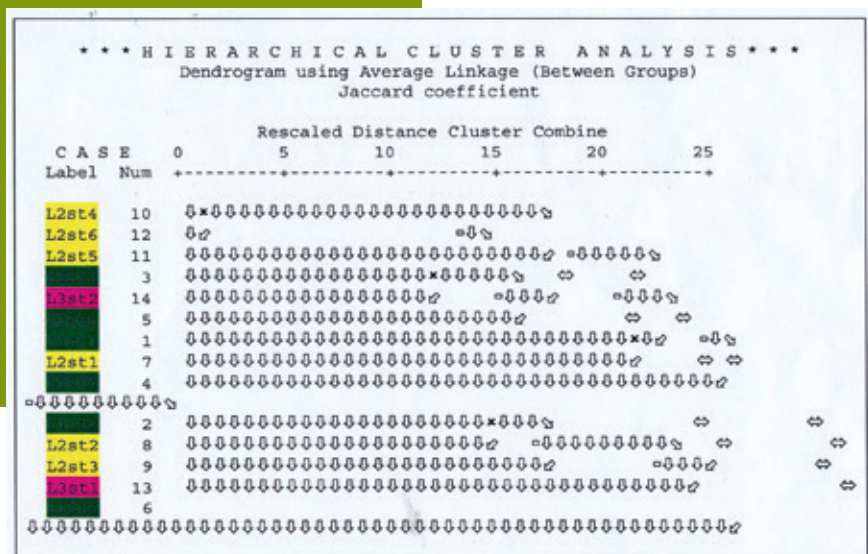 * * * H I E R A R C H I C A L C L U S T E R A N A L Y S I S * * *
Dendrogram using Average Linkage (Between Groups)
Jaccard coefficient
Rescaled Distance Cluster Combine
C A S E 0 5 10 15 20 25
Label Num +---------+---------+---------+---------+---------+
L2st4 10
L2st6 12
L2st5 11
3
L3st2 14
5
1
L2st1 7
4
2
L2st2 8
L2st3 9
L3st1 13
6